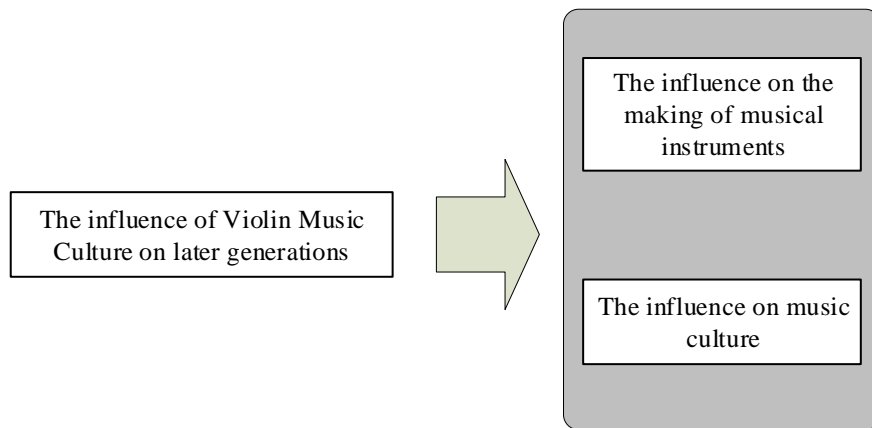 The influence of Violin Music
Culture on later generations
The influence on the
making of musical
instruments
The influence on music
culture